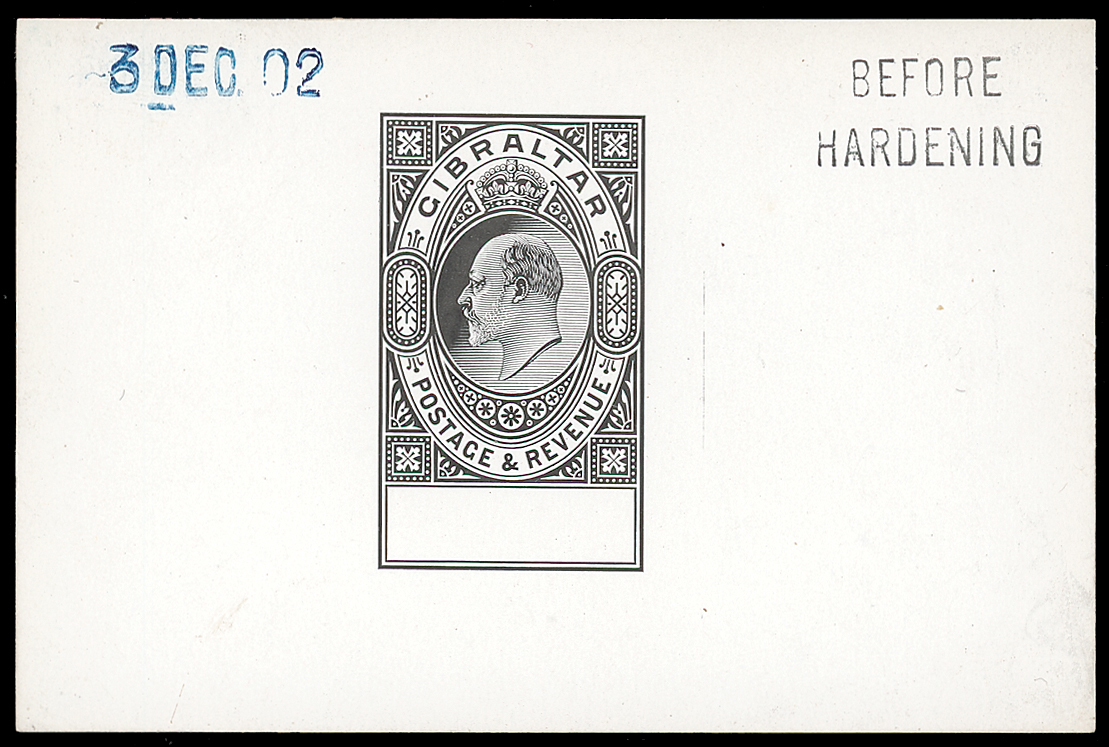 3 DEC. 02
BEFORE
HARDENING
GIBRALTAR
POSTAGE & REVENUE